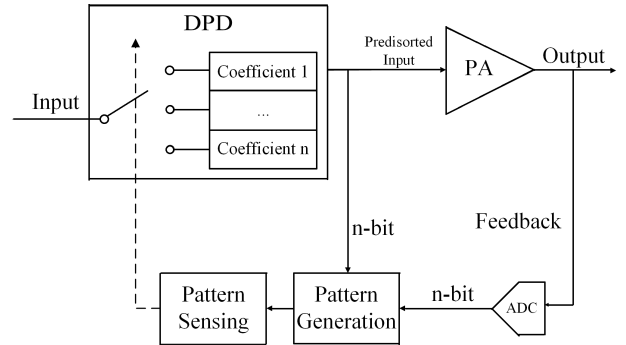 DPD
Predisorted
Input
PA
Output
Input
Coefficient 1
...
Coefficient n
Feedback
n-bit
n-bit
Pattern
Sensing
Pattern
Generation
ADC